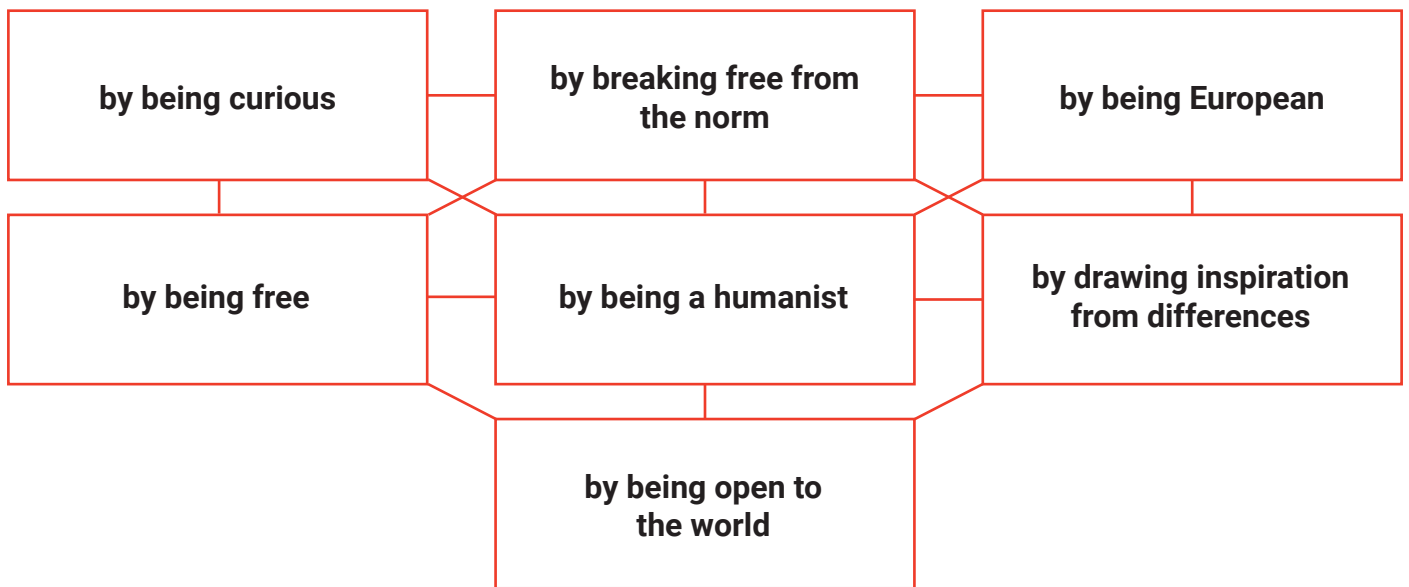 by being curious
by breaking free from
the norm
by being European
by being free
by being a humanist
by drawing inspiration
from differences
by being open to
the world